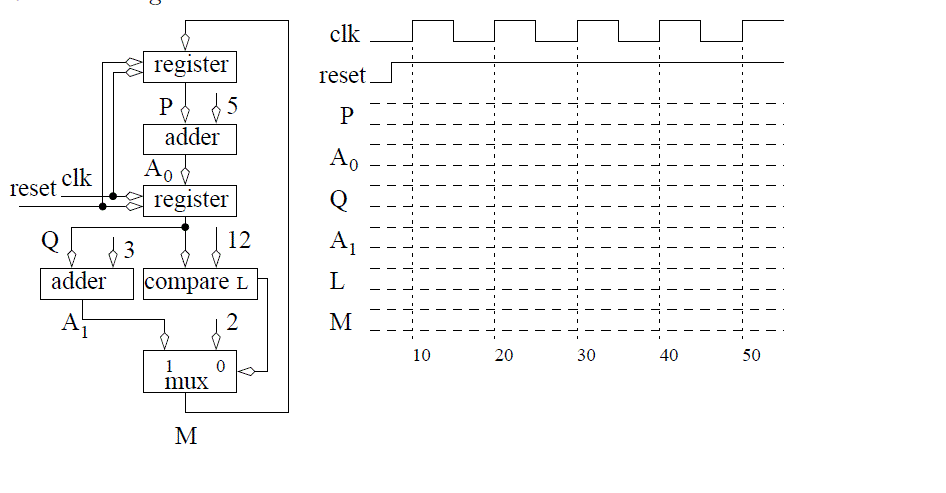 register
P 5
adder
A0
reset clk
register
Q 3 12
adder compare L
A1 2
1 0
mux
M
clk
reset
P
A0
Q
A1
L
M
10 20 30 40 50